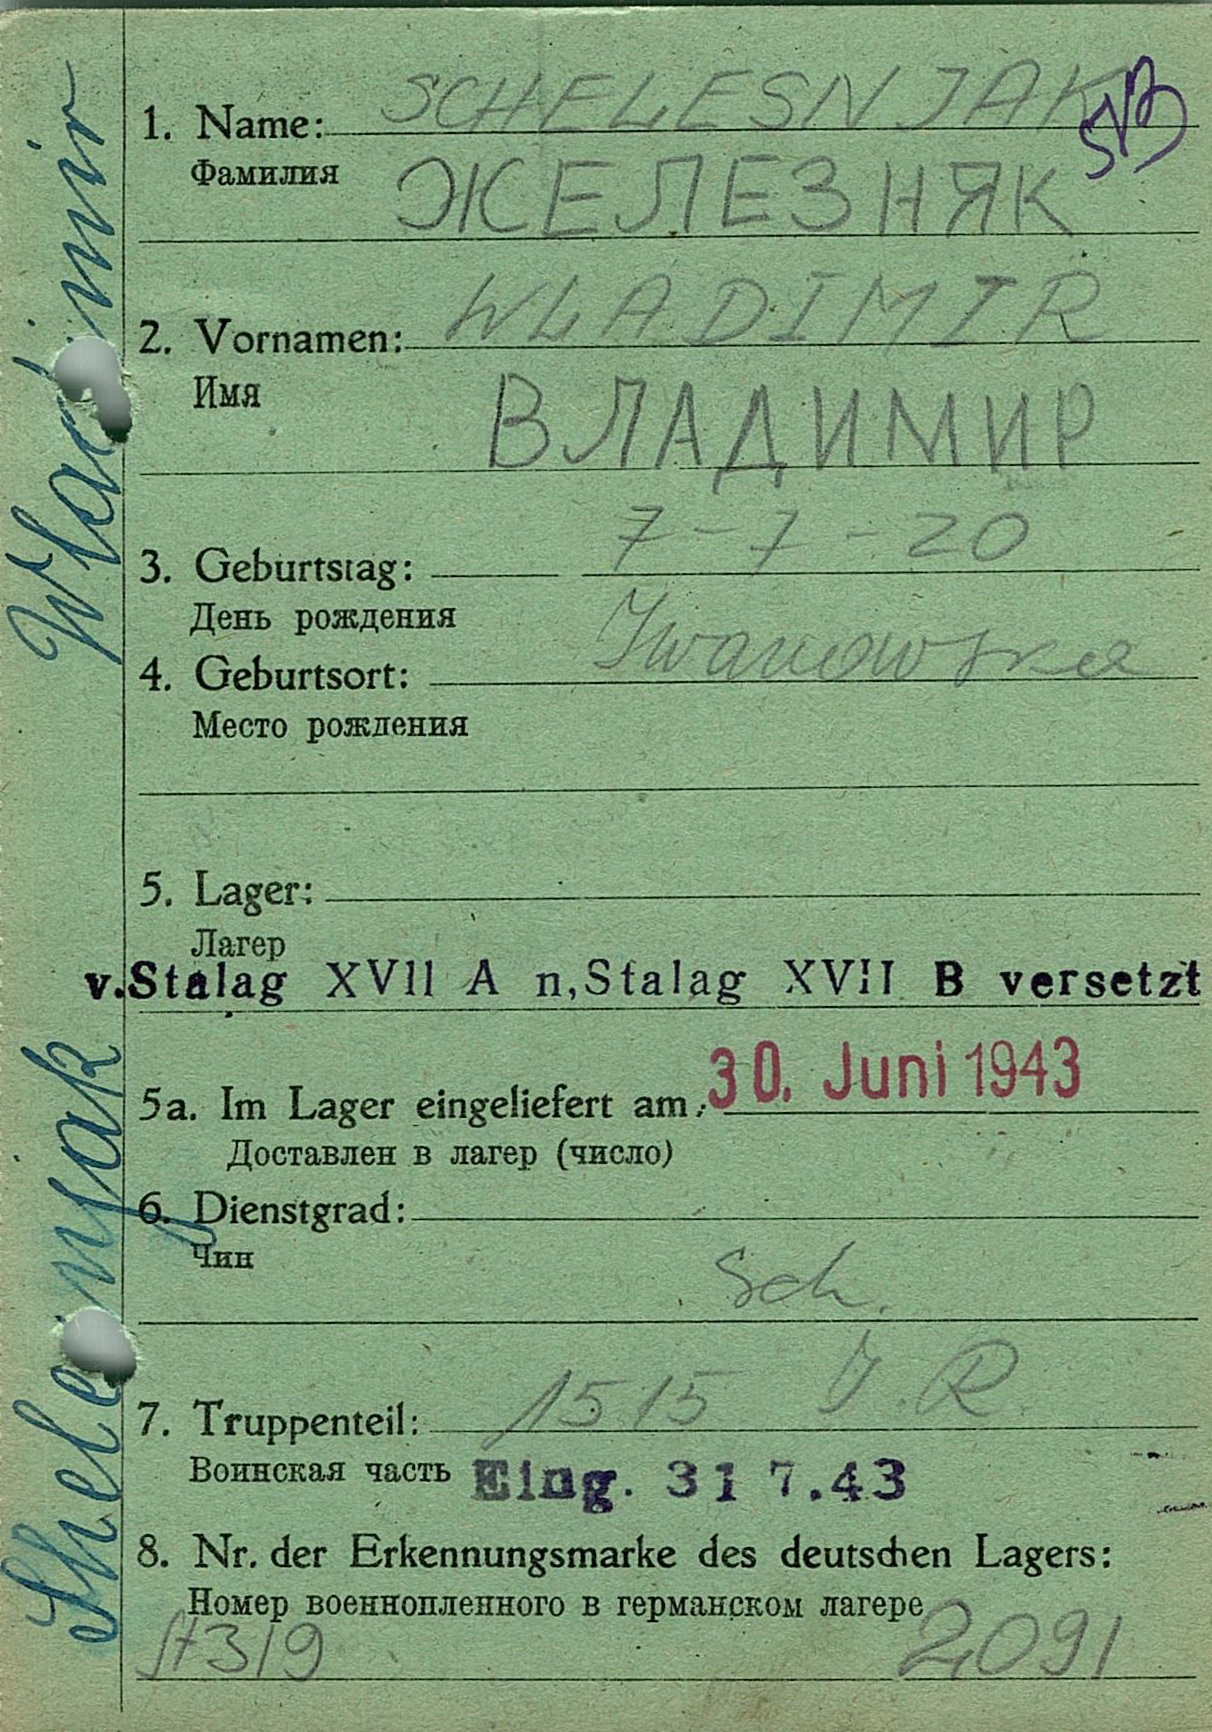 1. Name: SCHELESNJAK
Фамилия ЖЕЛЕЗНЯК
2. Vornamen: WLADIMIR
Имя ВЛАДИМИР
3. Geburtstag: 7-7-20
День рождения
4. Geburtsort: Iwanowska
Место рождения
5. Lager:
Лагер
v.Stalag XVII A n,Stalag XVII B versetzt
5a. Im Lager eingeliefert am: 30. Juni 1943
Доставлен в лагер (число)
6. Dienstgrad:
Чин
Sch.
7. Truppenteil: 1515 J.R.
Воинская часть Eing. 31 7.43
8. Nr. der Erkennungsmarke des deutschen Lagers:
Номер военнопленного в германском лагере
319 2091
Wladimir